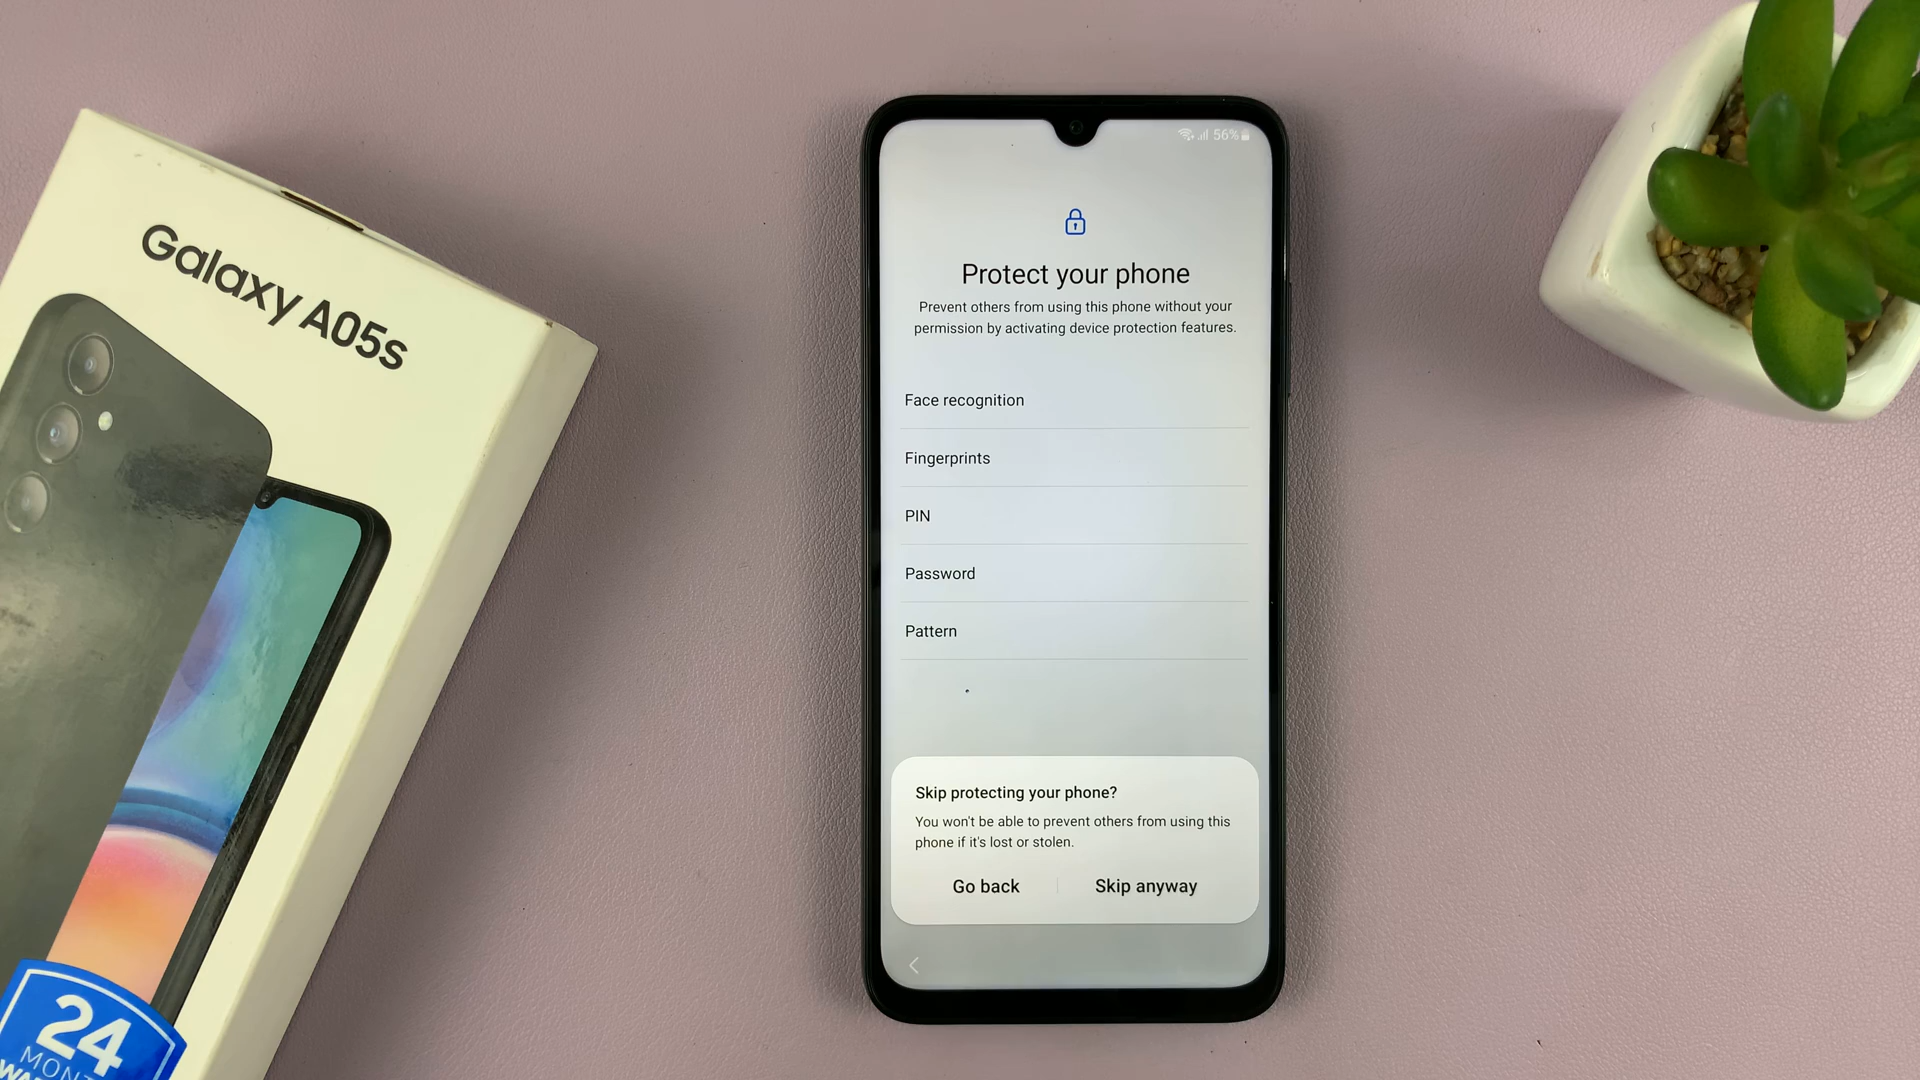 Galaxy A05s
24
56%
Protect your phone
Prevent others from using this phone without your
permission by activating device protection features.
Face recognition
Fingerprints
PIN
Password
Pattern
Skip protecting your phone?
You won't be able to prevent others from using this
phone if it's lost or stolen.
Go back
Skip anyway